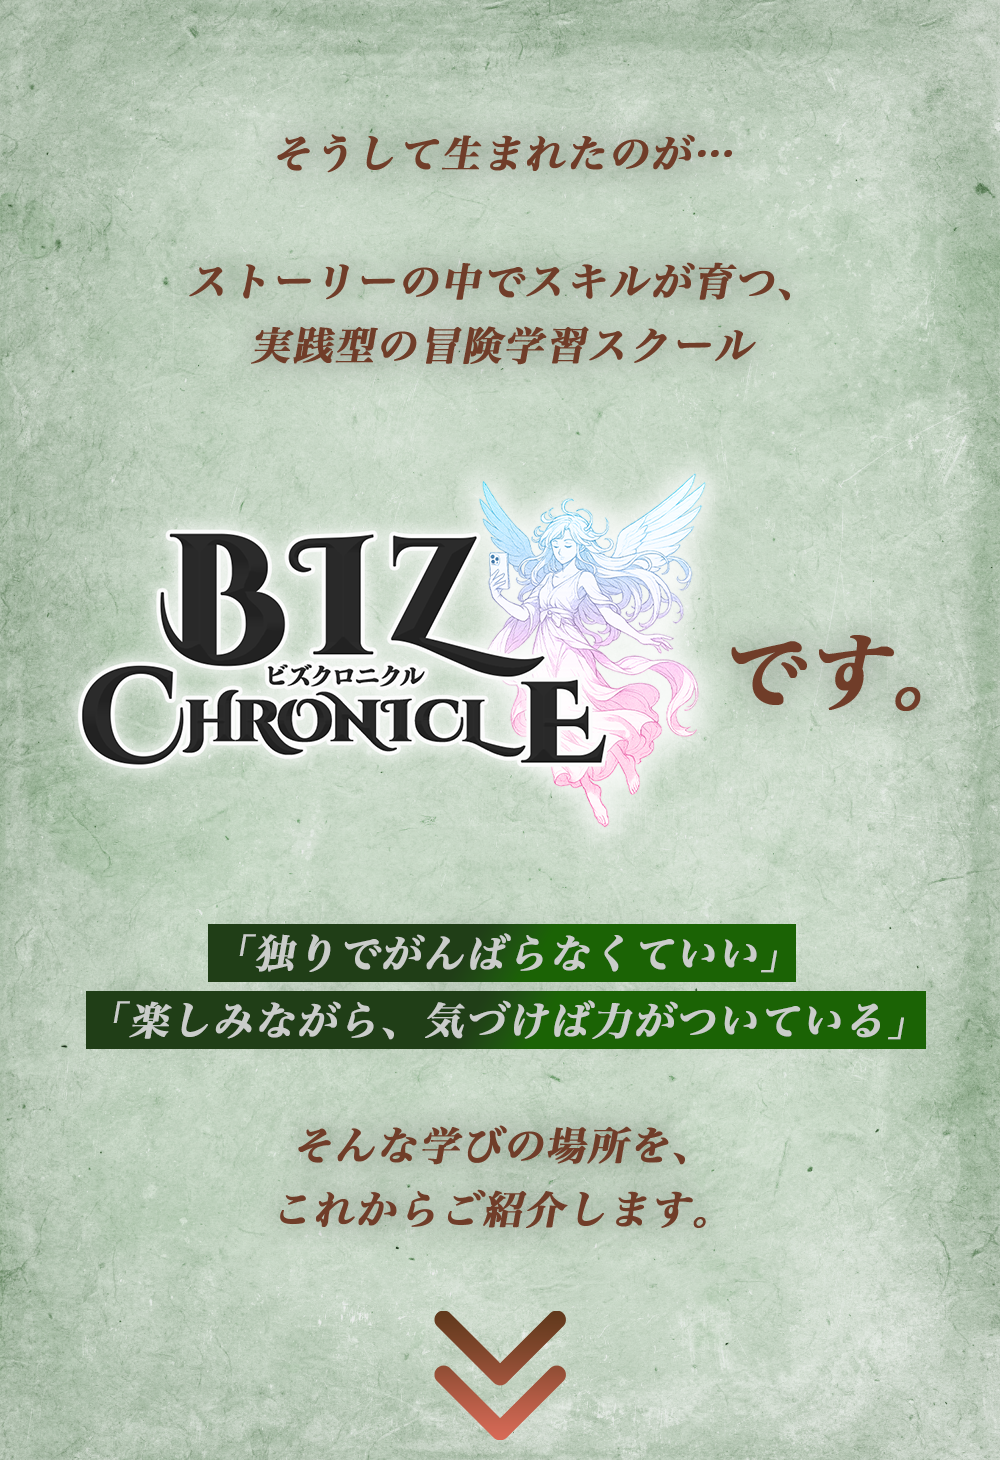 そうして生まれたのが…
ストーリーの中でスキルが育つ、
実践型の冒険学習スクール
BIZ
ビズクロニクル
CHRONICLE
です。
「独りでがんばらなくていい」
「楽しみながら、気づけば力がついている」
そんな学びの場所を、
これからご紹介します。